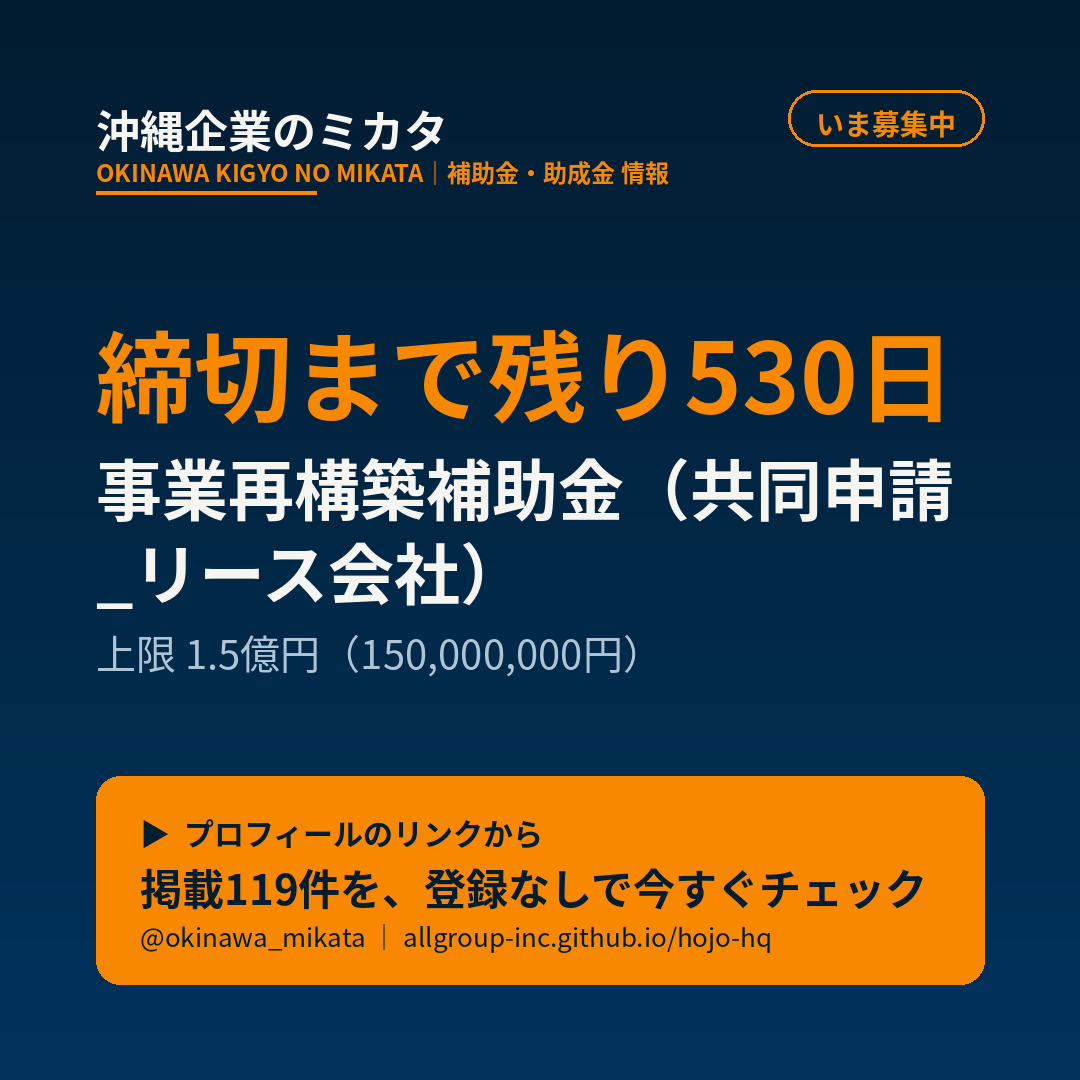 沖縄企業のミカタ
いま募集中
OKINAWA KIGYO NO MIKATA｜補助金・助成金 情報
締切まで残り530日
事業再構築補助金（共同申請
_リース会社）
上限 1.5億円（150,000,000円）
▶ プロフィールのリンクから
掲載119件を、登録なしで今すぐチェック
@okinawa_mikata ｜ allgroup-inc.github.io/hojo-hq